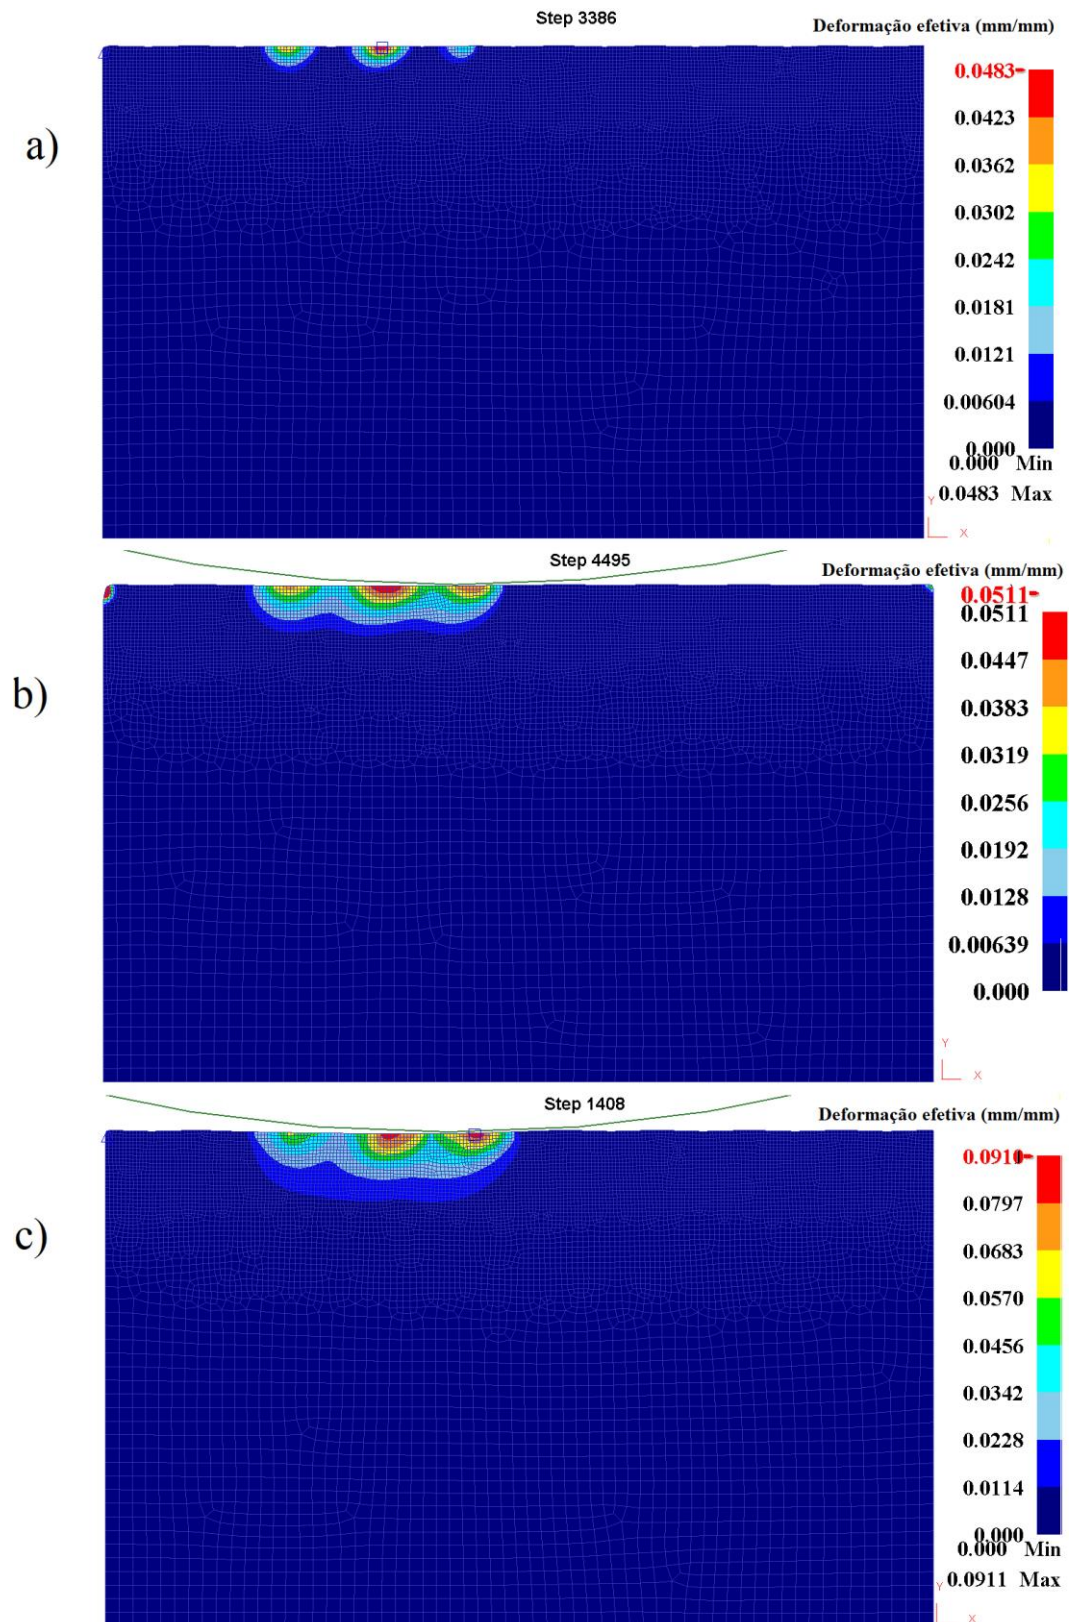 Step 3386
Deformação efetiva (mm/mm)
a)
0.0483
0.0423
0.0362
0.0302
0.0242
0.0181
0.0121
0.00604
0.000
0.000 Min
0.0483 Max
Y
X
Step 4495
Deformação efetiva (mm/mm)
b)
0.0511
0.0511
0.0447
0.0383
0.0319
0.0256
0.0192
0.0128
0.00639
0.000
Y
X
Step 1408
Deformação efetiva (mm/mm)
c)
0.0797
0.0683
0.0570
0.0456
0.0342
0.0228
0.0114
0.000
0.000 Min
0.0911 Max
Y
X